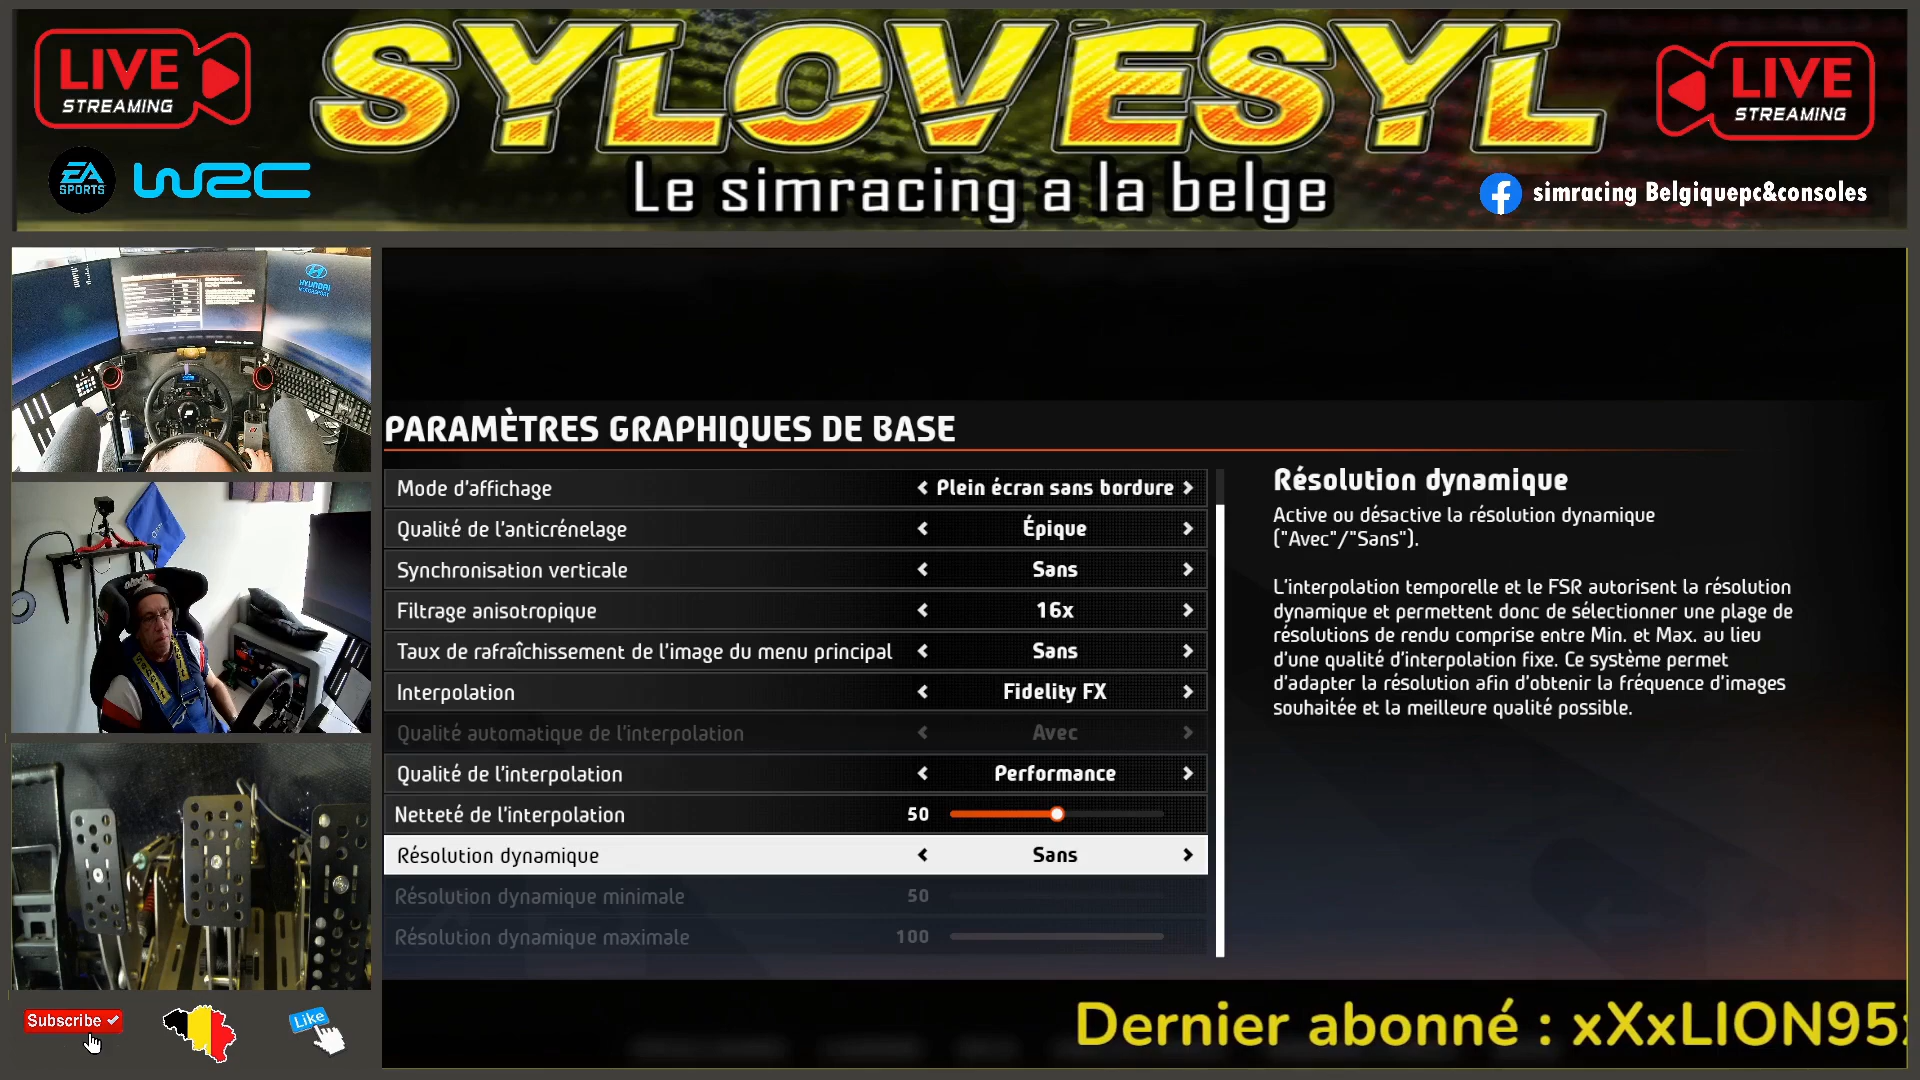 LIVE
STREAMING
SYLOVESYL
LIVE
STREAMING
EA
SPORTS
WRC
Le simracing a la belge
simracing Belgiquepc&consoles
HYUNDAI
PARAMÈTRES GRAPHIQUES DE BASE
Mode d'affichage Plein écran sans bordure
Qualité de l'anticrénelage Épique
Synchronisation verticale Sans
Filtrage anisotropique 16x
Taux de rafraîchissement de l'image du menu principal Sans
Interpolation Fidelity FX
Qualité automatique de l'interpolation Avec
Qualité de l'interpolation Performance
Netteté de l'interpolation 50
Résolution dynamique Sans
Résolution dynamique minimale 50
Résolution dynamique maximale 100
Résolution dynamique
Active ou désactive la résolution dynamique
("Avec"/"Sans").
L'interpolation temporelle et le FSR autorisent la résolution
dynamique et permettent donc de sélectionner une plage de
résolutions de rendu comprise entre Min. et Max. au lieu
d'une qualité d'interpolation fixe. Ce système permet
d'adapter la résolution afin d'obtenir la fréquence d'images
souhaitée et la meilleure qualité possible.
Subscribe
Like
Dernier abonné : xXxLION95